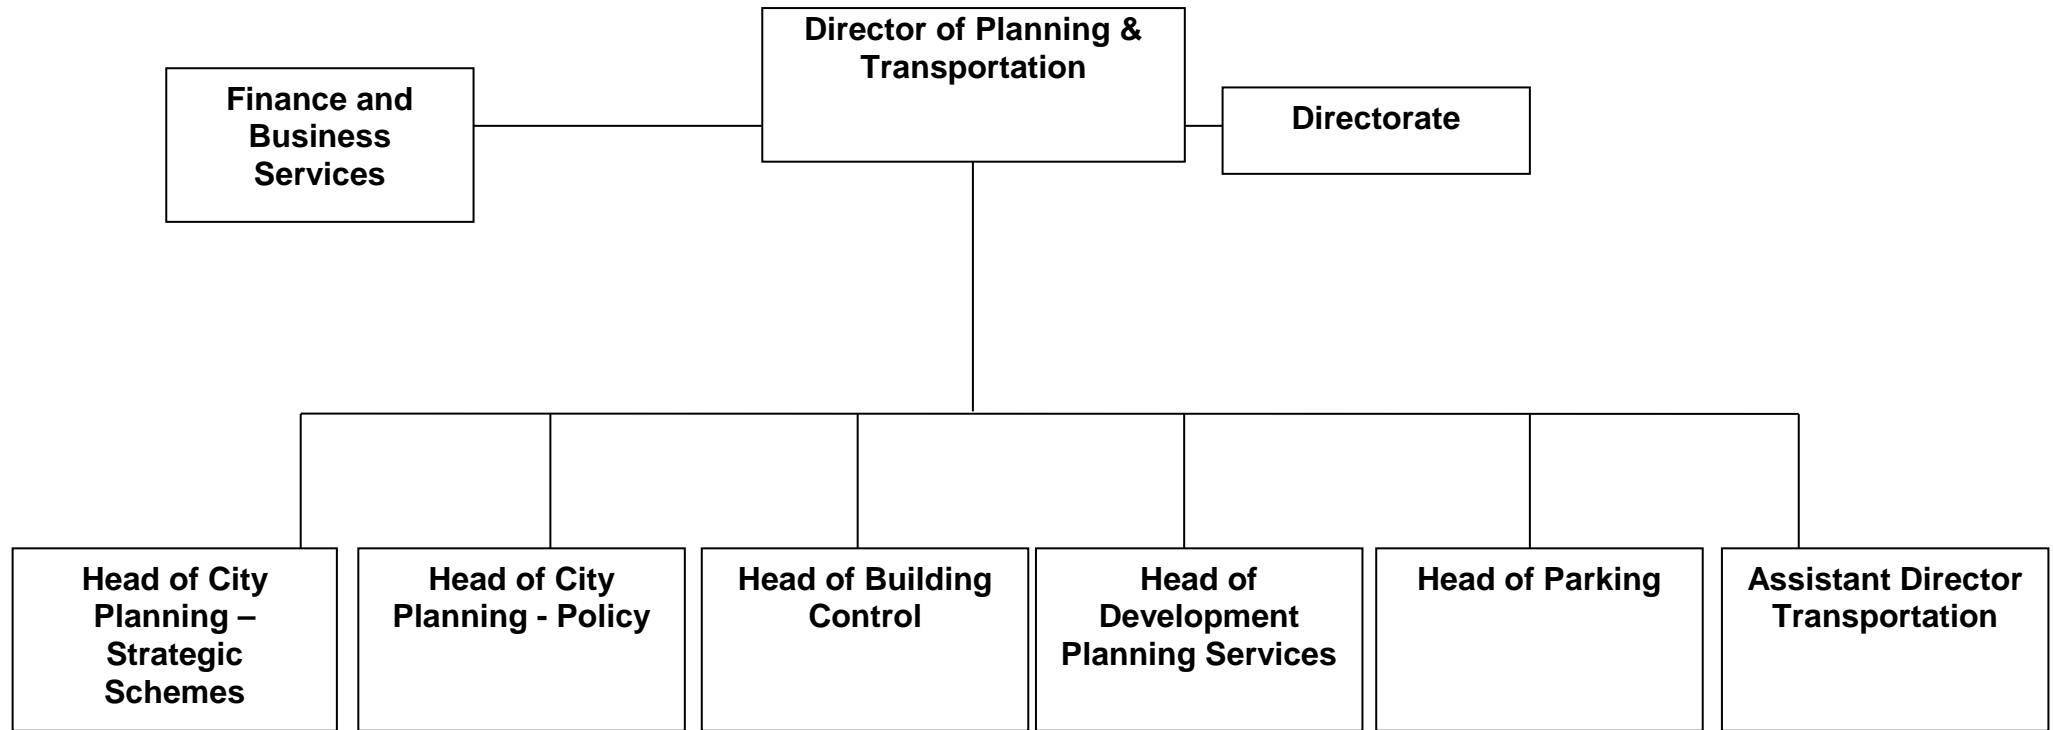 Director of Planning &
Transportation
Finance and
Business
Services
Directorate
Head of City
Planning –
Strategic
Schemes
Head of City
Planning - Policy
Head of Building
Control
Head of
Development
Planning Services
Head of Parking
Assistant Director
Transportation